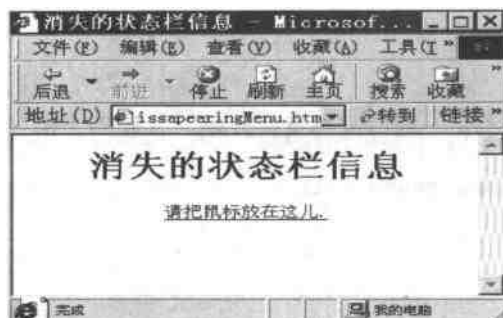 消失的状态栏信息 - Microsof...
文件(F) 编辑(E) 查看(V) 收藏(A) 工具(T »
后退 前进 停止 刷新 主页 搜索 收藏 »
地址(D) issapearingMenu.htm 转到 链接 »
消失的状态栏信息
请把鼠标放在这儿.
完成 我的电脑